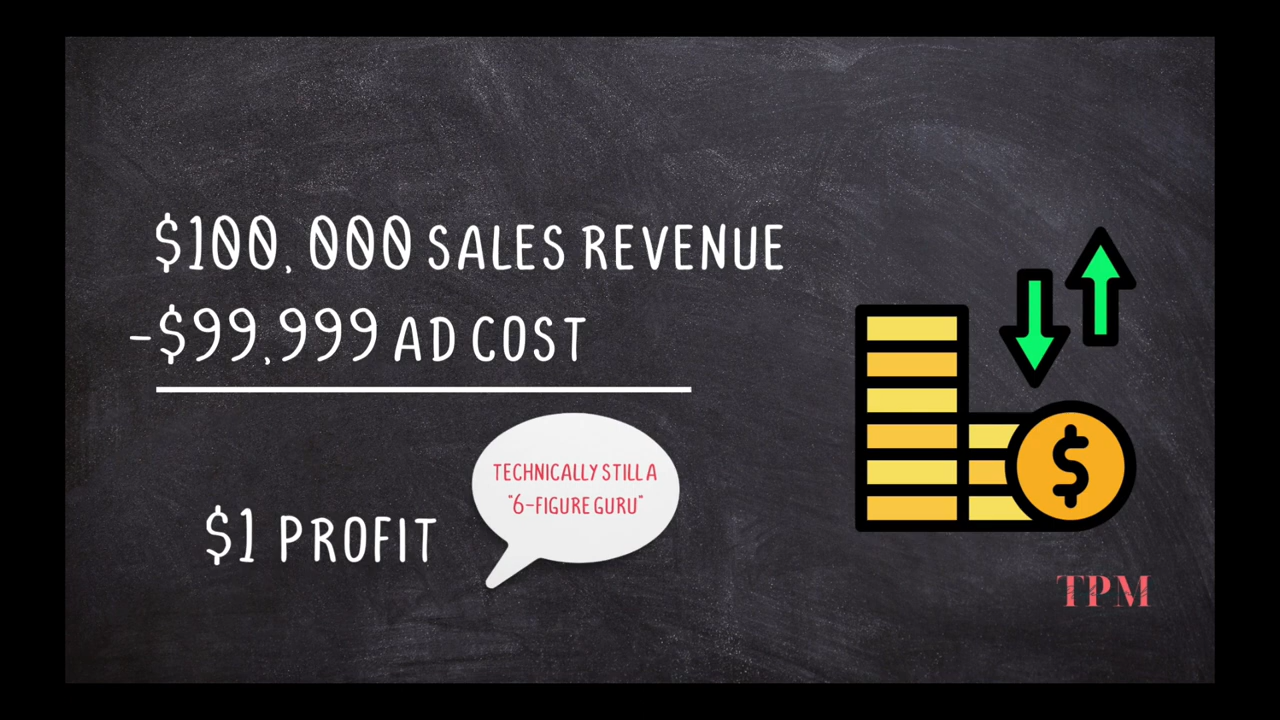 $100,000 SALES REVENUE
-$99,999 AD COST
TECHNICALLY STILL A
"6-FIGURE GURU"
$1 PROFIT
$
TPM